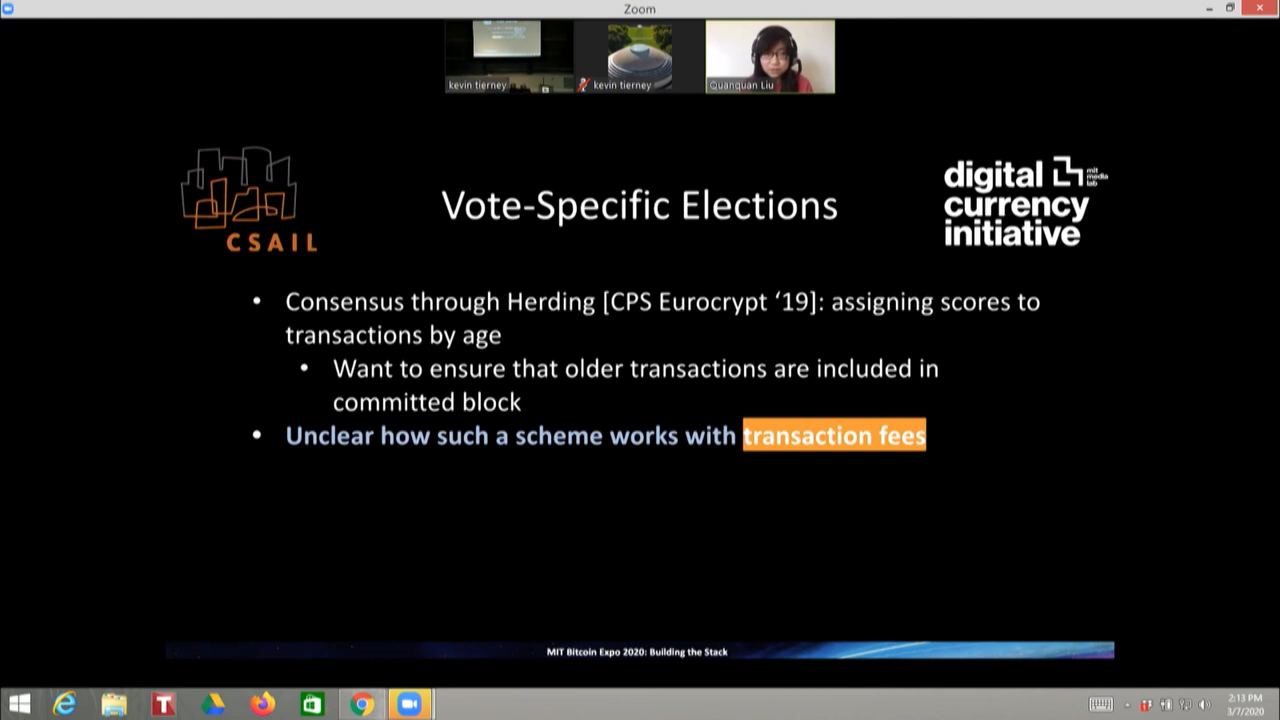 Zoom
kevin tierney
kevin tierney
Quanquan Liu
CSAIL
Vote-Specific Elections
digital
currency
initiative
mit
media
lab
• Consensus through Herding [CPS Eurocrypt ‘19]: assigning scores to
transactions by age
• Want to ensure that older transactions are included in
committed block
• Unclear how such a scheme works with transaction fees
MIT Bitcoin Expo 2020: Building the Stack
T
2:13 PM
3/7/2020